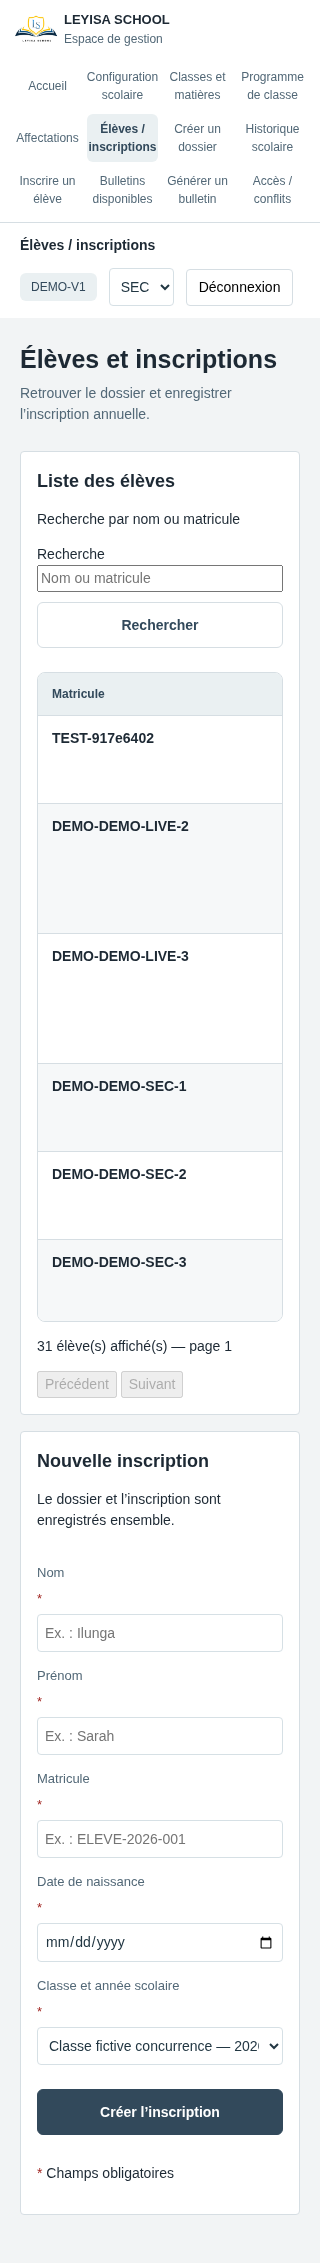 LEYISA SCHOOL
Espace de gestion
Accueil
Configuration scolaire
Classes et matières
Programme de classe
Affectations
Élèves / inscriptions
Créer un dossier
Historique scolaire
Inscrire un élève
Bulletins disponibles
Générer un bulletin
Accès / conflits
Élèves / inscriptions
DEMO-V1
SEC
Déconnexion
Élèves et inscriptions
Retrouver le dossier et enregistrer
l’inscription annuelle.
Liste des élèves
Recherche par nom ou matricule
Recherche
Nom ou matricule
Rechercher
Matricule
TEST-917e6402
DEMO-DEMO-LIVE-2
DEMO-DEMO-LIVE-3
DEMO-DEMO-SEC-1
DEMO-DEMO-SEC-2
DEMO-DEMO-SEC-3
31 élève(s) affiché(s) — page 1
Précédent Suivant
Nouvelle inscription
Le dossier et l’inscription sont
enregistrés ensemble.
Nom
*
Ex. : Ilunga
Prénom
*
Ex. : Sarah
Matricule
*
Ex. : ELEVE-2026-001
Date de naissance
*
mm/dd/yyyy
Classe et année scolaire
*
Classe fictive concurrence — 202
Créer l’inscription
* Champs obligatoires